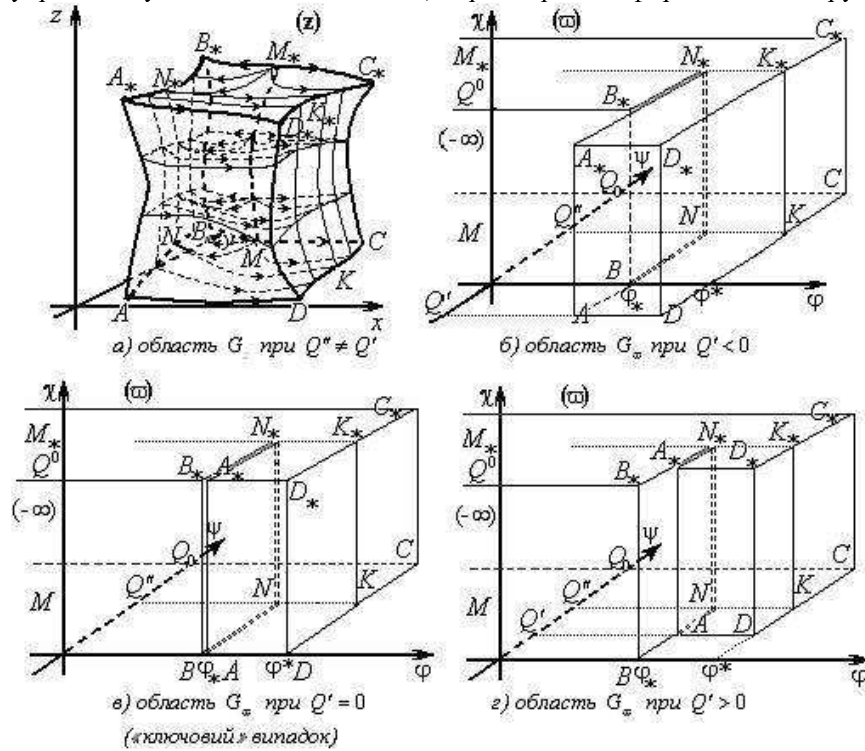 z (z) B* M* N* C* A* K* D* N B M C K A D x
а) область G_z при Q″ ≠ Q′
χ (ϖ) C* M* N* K* Q⁰ B* (-∞) A* Ψ D* Q₀ C Q″ N K M B φ* φ* φ Q′ A D
б) область G_ϖ при Q′ < 0
χ (ϖ) C* M* N* K* Q⁰ B* A* (-∞) D* Ψ Q₀ C Q″ N K M B φ* A φ* D φ
в) область G_ϖ при Q′ = 0
(«ключовий» випадок)
χ (ϖ) C* M* N* K* A* D* Q⁰ B* (-∞) Ψ Q₀ C Q″ N K M Q′ A D B φ* φ* φ
г) область G_ϖ при Q′ > 0